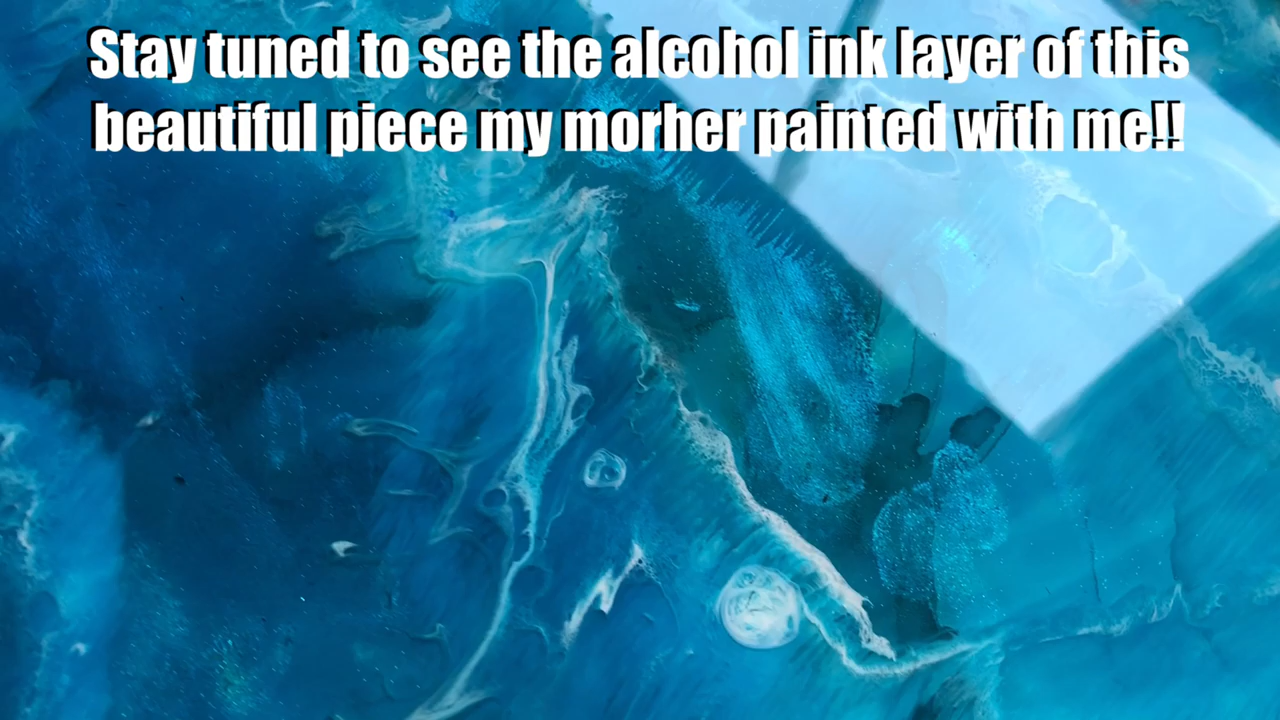 Stay tuned to see the alcohol ink layer of this
beautiful piece my morher painted with me!!